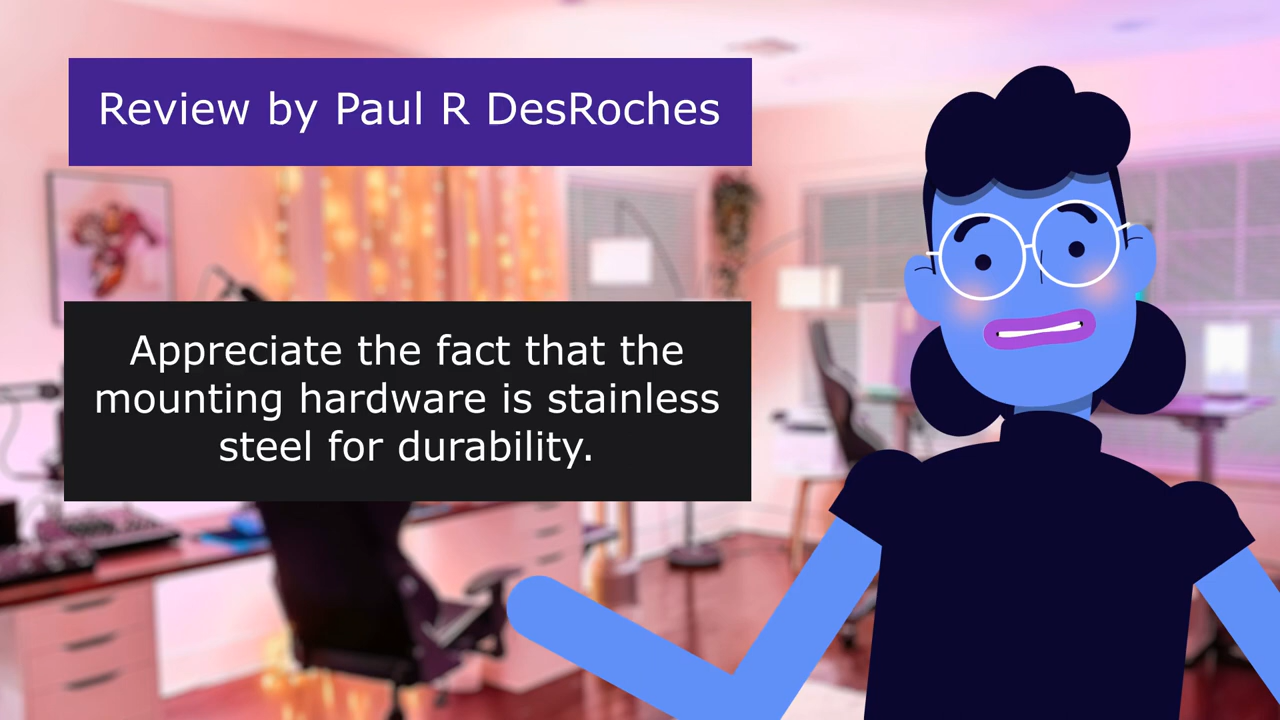 Review by Paul R DesRoches
Appreciate the fact that the
mounting hardware is stainless
steel for durability.